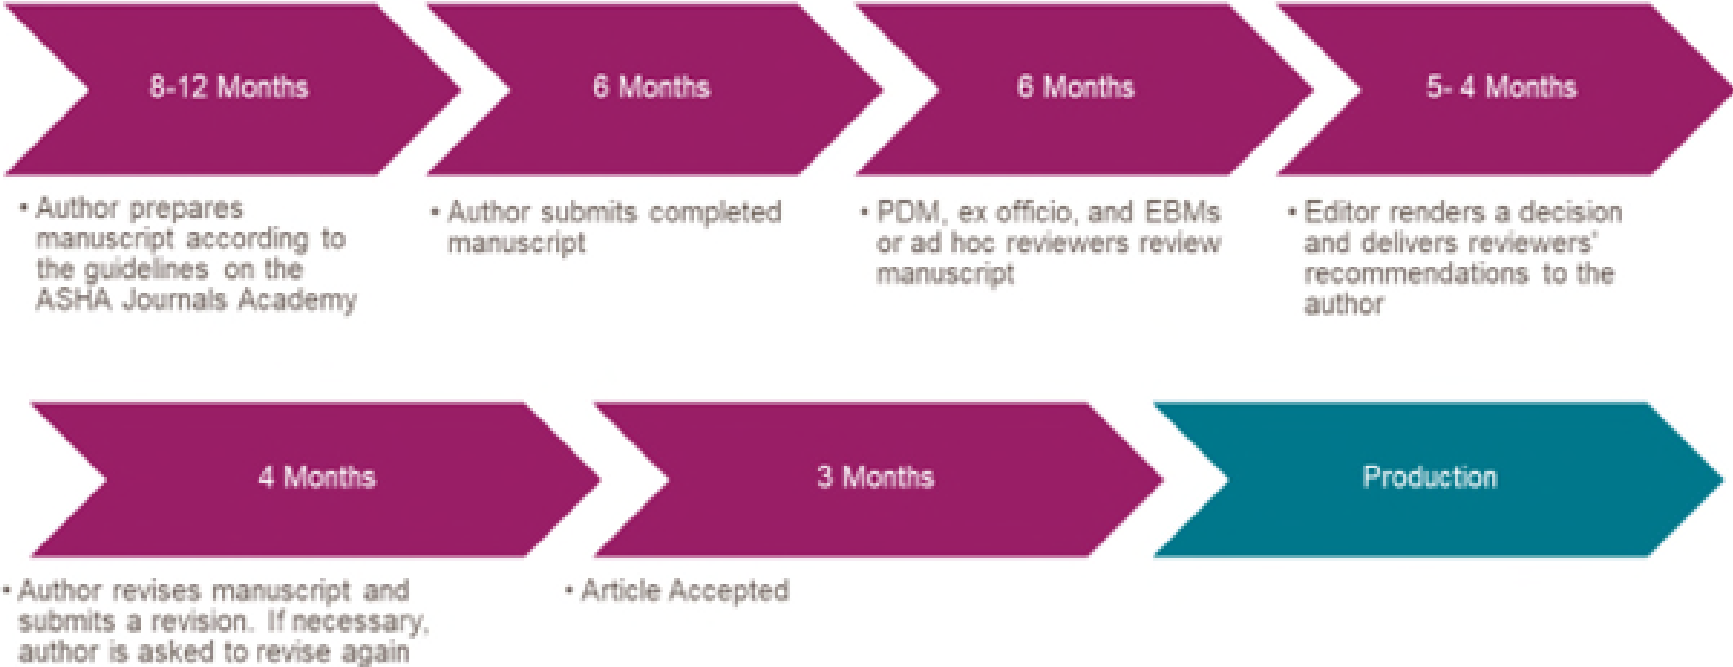 8-12 Months
6 Months
6 Months
5- 4 Months
• Author prepares
manuscript according to
the guidelines on the
ASHA Journals Academy
• Author submits completed
manuscript
• PDM, ex officio, and EBMs
or ad hoc reviewers review
manuscript
• Editor renders a decision
and delivers reviewers'
recommendations to the
author
4 Months
3 Months
Production
• Author revises manuscript and
submits a revision. If necessary,
author is asked to revise again
• Article Accepted